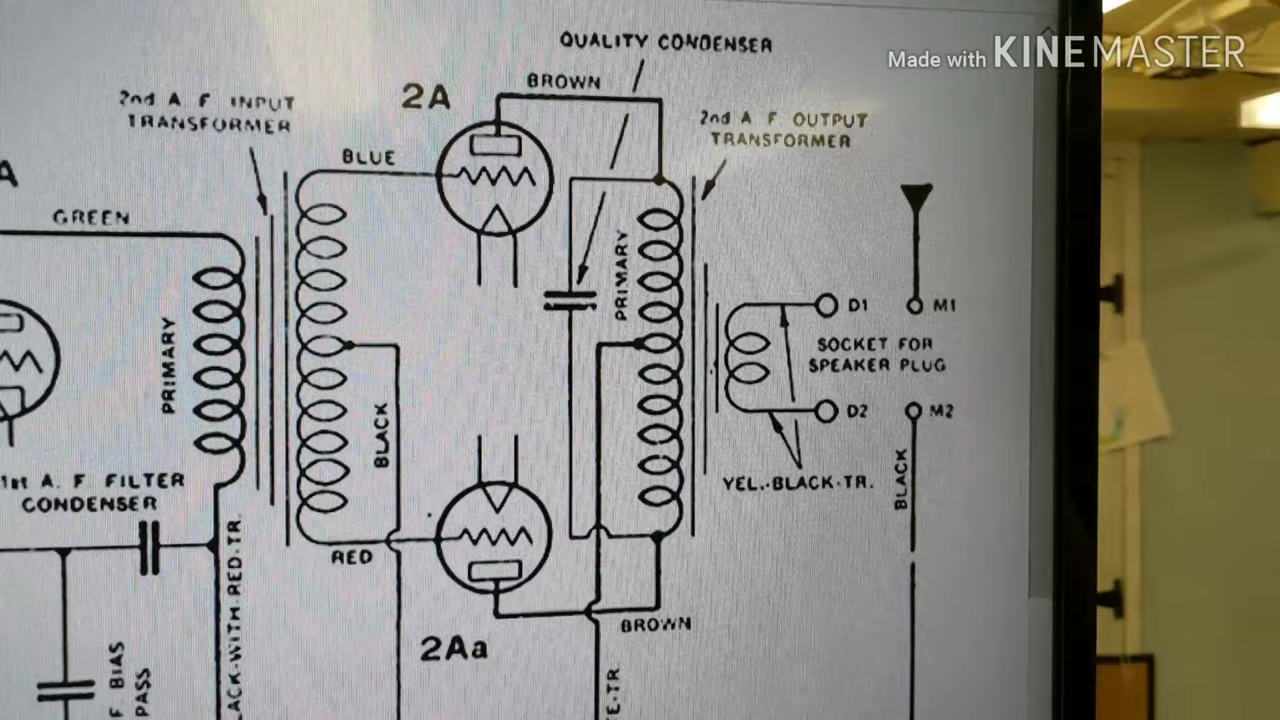 QUALITY CONDENSER
Made with KINEMASTER
BROWN
2A
2nd A. F. INPUT
TRANSFORMER
2nd A. F. OUTPUT
TRANSFORMER
BLUE
A
GREEN
PRIMARY
PRIMARY
D1
M1
SOCKET FOR
SPEAKER PLUG
D2
M2
BLACK
BLACK
YEL.-BLACK-TR.
1st A. F. FILTER
CONDENSER
RED
BROWN
2Aa
ACK-WITH-RED-TR.
F BIAS
PASS
E-TR